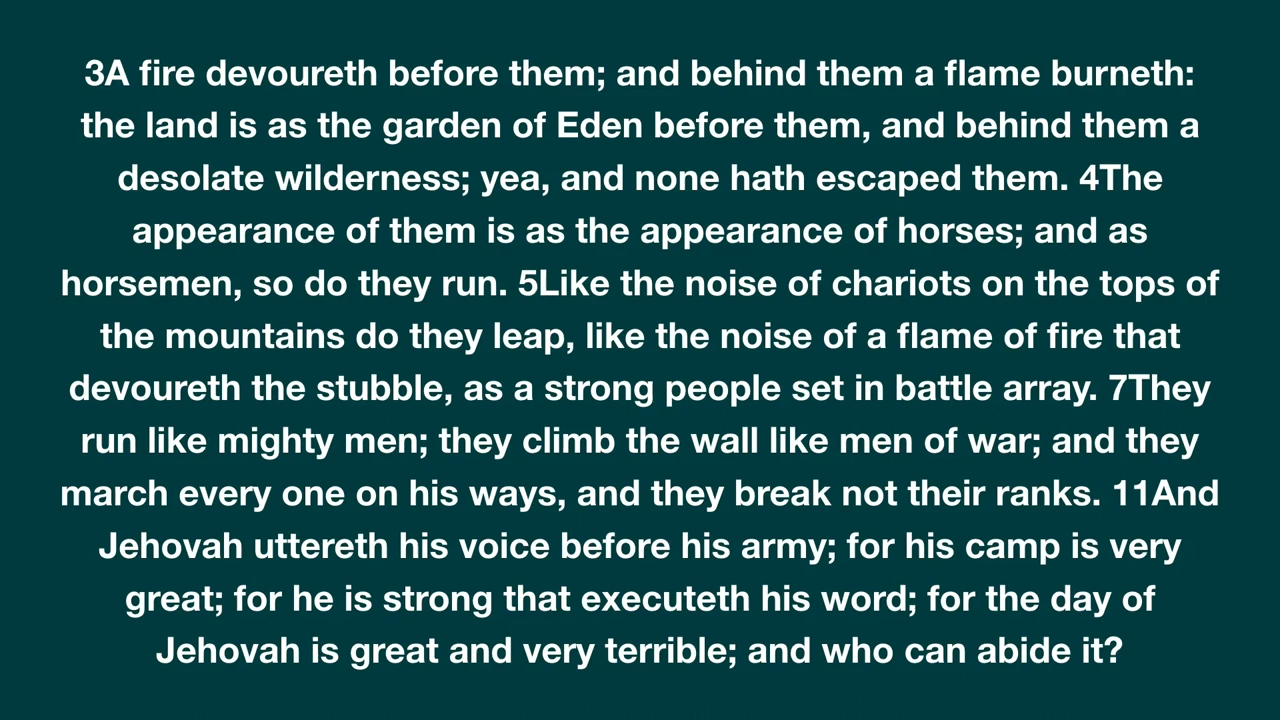 3A fire devoureth before them; and behind them a flame burneth:
the land is as the garden of Eden before them, and behind them a
desolate wilderness; yea, and none hath escaped them. 4The
appearance of them is as the appearance of horses; and as
horsemen, so do they run. 5Like the noise of chariots on the tops of
the mountains do they leap, like the noise of a flame of fire that
devoureth the stubble, as a strong people set in battle array. 7They
run like mighty men; they climb the wall like men of war; and they
march every one on his ways, and they break not their ranks. 11And
Jehovah uttereth his voice before his army; for his camp is very
great; for he is strong that executeth his word; for the day of
Jehovah is great and very terrible; and who can abide it?